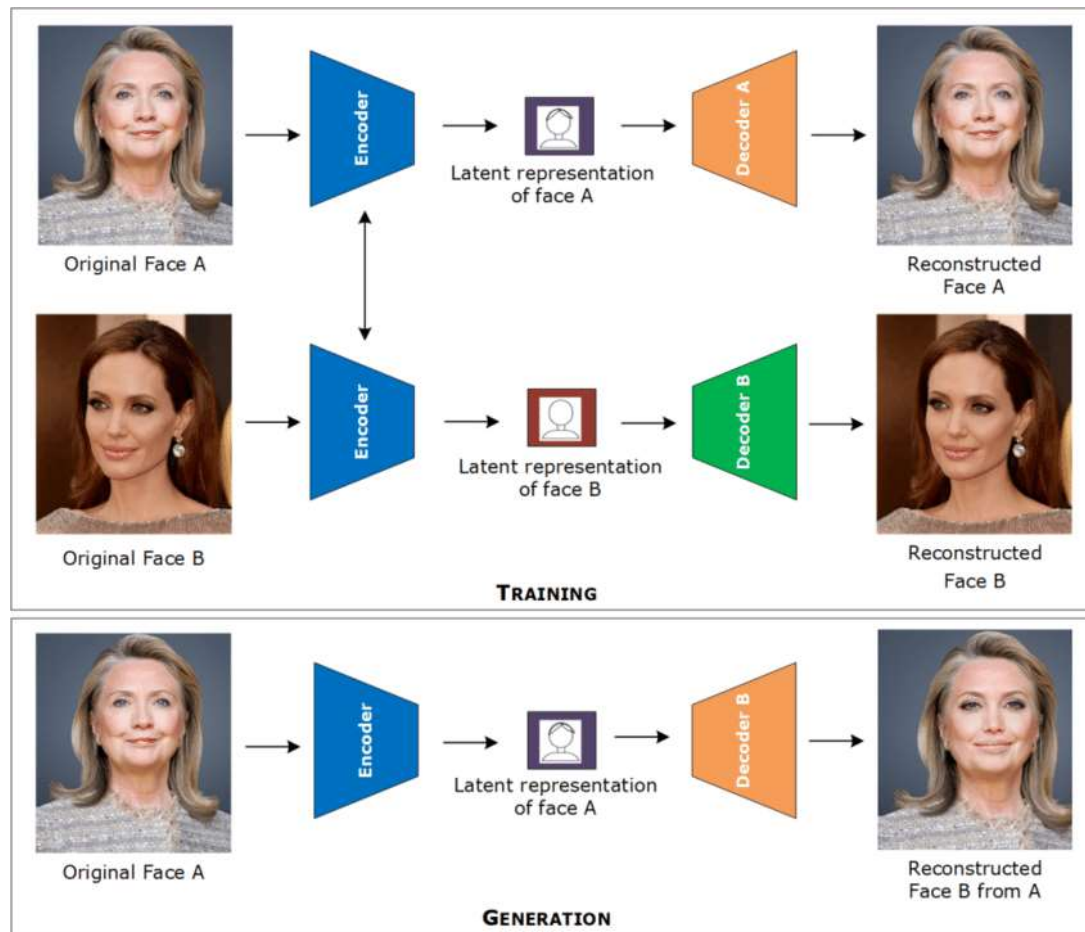 Encoder
Decoder A
Latent representation
of face A
Original Face A
Reconstructed
Face A
Encoder
Decoder B
Latent representation
of face B
Original Face B
Reconstructed
Face B
TRAINING
Encoder
Decoder B
Latent representation
of face A
Original Face A
Reconstructed
Face B from A
GENERATION